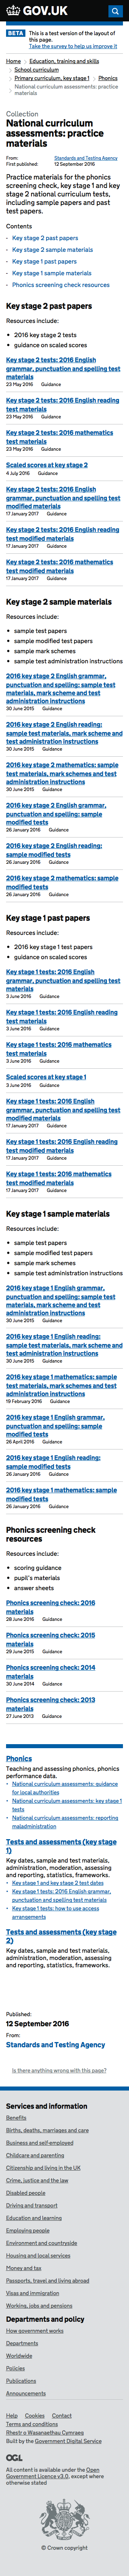 GOV.UK
BETA This is a test version of the layout of
this page.
Take the survey to help us improve it
Home > Education, training and skills
> School curriculum
> Primary curriculum, key stage 1 > Phonics
> National curriculum assessments: practice
materials
Collection
National curriculum
assessments: practice
materials
From: Standards and Testing Agency
First published: 12 September 2016
Practice materials for the phonics
screening check and key stage 1 and key
stage 2 national curriculum tests,
including sample papers and past
test papers.
Contents
- Key stage 2 past papers
- Key stage 2 sample materials
- Key stage 1 past papers
- Key stage 1 sample materials
- Phonics screening check resources
Key stage 2 past papers
Resources include:
• 2016 key stage 2 tests
• guidance on scaled scores
Key stage 2 tests: 2016 English
grammar, punctuation and spelling test
materials
23 May 2016 Guidance
Key stage 2 tests: 2016 English reading
test materials
23 May 2016 Guidance
Key stage 2 tests: 2016 mathematics
test materials
23 May 2016 Guidance
Scaled scores at key stage 2
4 July 2016 Guidance
Key stage 2 tests: 2016 English
grammar, punctuation and spelling test
modified materials
17 January 2017 Guidance
Key stage 2 tests: 2016 English reading
test modified materials
17 January 2017 Guidance
Key stage 2 tests: 2016 mathematics
test modified materials
17 January 2017 Guidance
Key stage 2 sample materials
Resources include:
• sample test papers
• sample modified test papers
• sample mark schemes
• sample test administration instructions
2016 key stage 2 English grammar,
punctuation and spelling: sample test
materials, mark scheme and test
administration instructions
30 June 2015 Guidance
2016 key stage 2 English reading:
sample test materials, mark scheme and
test administration instructions
30 June 2015 Guidance
2016 key stage 2 mathematics: sample
test materials, mark schemes and test
administration instructions
30 June 2015 Guidance
2016 key stage 2 English grammar,
punctuation and spelling: sample
modified tests
26 January 2016 Guidance
2016 key stage 2 English reading:
sample modified tests
26 January 2016 Guidance
2016 key stage 2 mathematics: sample
modified tests
26 January 2016 Guidance
Key stage 1 past papers
Resources include:
• 2016 key stage 1 test papers
• guidance on scaled scores
Key stage 1 tests: 2016 English
grammar, punctuation and spelling test
materials
3 June 2016 Guidance
Key stage 1 tests: 2016 English reading
test materials
3 June 2016 Guidance
Key stage 1 tests: 2016 mathematics
test materials
3 June 2016 Guidance
Scaled scores at key stage 1
3 June 2016 Guidance
Key stage 1 tests: 2016 English
grammar, punctuation and spelling test
modified materials
17 January 2017 Guidance
Key stage 1 tests: 2016 English reading
test modified materials
17 January 2017 Guidance
Key stage 1 tests: 2016 mathematics
test modified materials
17 January 2017 Guidance
Key stage 1 sample materials
Resources include:
• sample test papers
• sample modified test papers
• sample mark schemes
• sample test administration instructions
2016 key stage 1 English grammar,
punctuation and spelling: sample test
materials, mark scheme and test
administration instructions
30 June 2015 Guidance
2016 key stage 1 English reading:
sample test materials, mark scheme and
test administration instructions
30 June 2015 Guidance
2016 key stage 1 mathematics: sample
test materials, mark schemes and test
administration instructions
19 February 2016 Guidance
2016 key stage 1 English grammar,
punctuation and spelling: sample
modified tests
26 April 2016 Guidance
2016 key stage 1 English reading:
sample modified tests
26 January 2016 Guidance
2016 key stage 1 mathematics: sample
modified tests
26 January 2016 Guidance
Phonics screening check
resources
Resources include:
• scoring guidance
• pupil's materials
• answer sheets
Phonics screening check: 2016
materials
28 June 2016 Guidance
Phonics screening check: 2015
materials
29 June 2015 Guidance
Phonics screening check: 2014
materials
30 June 2014 Guidance
Phonics screening check: 2013
materials
27 June 2013 Guidance
Phonics
Teaching and assessing phonics, phonics
performance data.
• National curriculum assessments: guidance
for local authorities
• National curriculum assessments: key stage 1
tests
• National curriculum assessments: reporting
maladministration
Tests and assessments (key stage
1)
Key dates, sample and test materials,
administration, moderation, assessing
and reporting, statistics, frameworks.
• Key stage 1 and key stage 2 test dates
• Key stage 1 tests: 2016 English grammar,
punctuation and spelling test materials
• Key stage 1 tests: how to use access
arrangements
Tests and assessments (key stage
2)
Key dates, sample and test materials,
administration, moderation, assessing
and reporting, statistics, frameworks.
Published:
12 September 2016
From:
Standards and Testing Agency
Is there anything wrong with this page?
Services and information
Benefits
Births, deaths, marriages and care
Business and self-employed
Childcare and parenting
Citizenship and living in the UK
Crime, justice and the law
Disabled people
Driving and transport
Education and learning
Employing people
Environment and countryside
Housing and local services
Money and tax
Passports, travel and living abroad
Visas and immigration
Working, jobs and pensions
Departments and policy
How government works
Departments
Worldwide
Policies
Publications
Announcements
Help Cookies Contact
Terms and conditions
Rhestr o Wasanaethau Cymraeg
Built by the Government Digital Service
OGL
All content is available under the Open
Government Licence v3.0, except where
otherwise stated
© Crown copyright